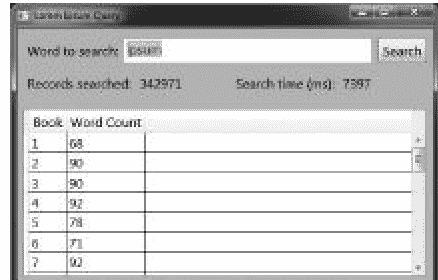 Lorem Ipsum Query
Word to search: ipsum Search
Records searched: 342971 Search time (ms): 7397
Book Word Count
1 68
2 90
3 90
4 92
5 78
6 71
7 92